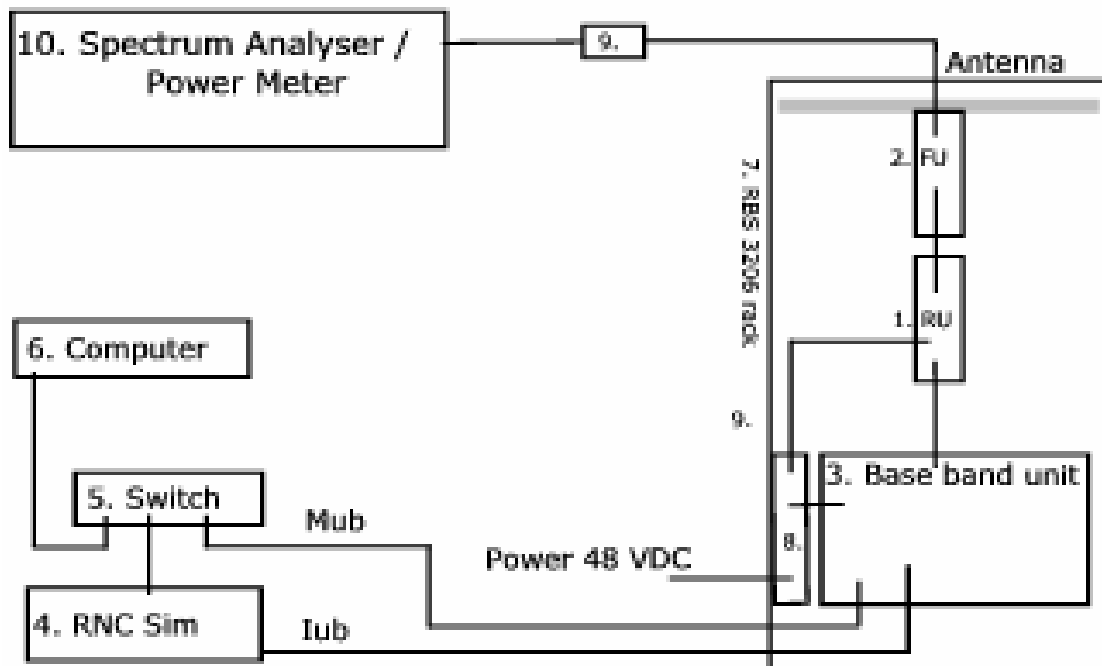 10. Spectrum Analyser /
Power Meter
9.
Antenna
2. FU
7. RBS 3206 rack
1. RU
6. Computer
9.
3. Base band unit
5. Switch
Mub
8.
Power 48 VDC
4. RNC Sim
Iub